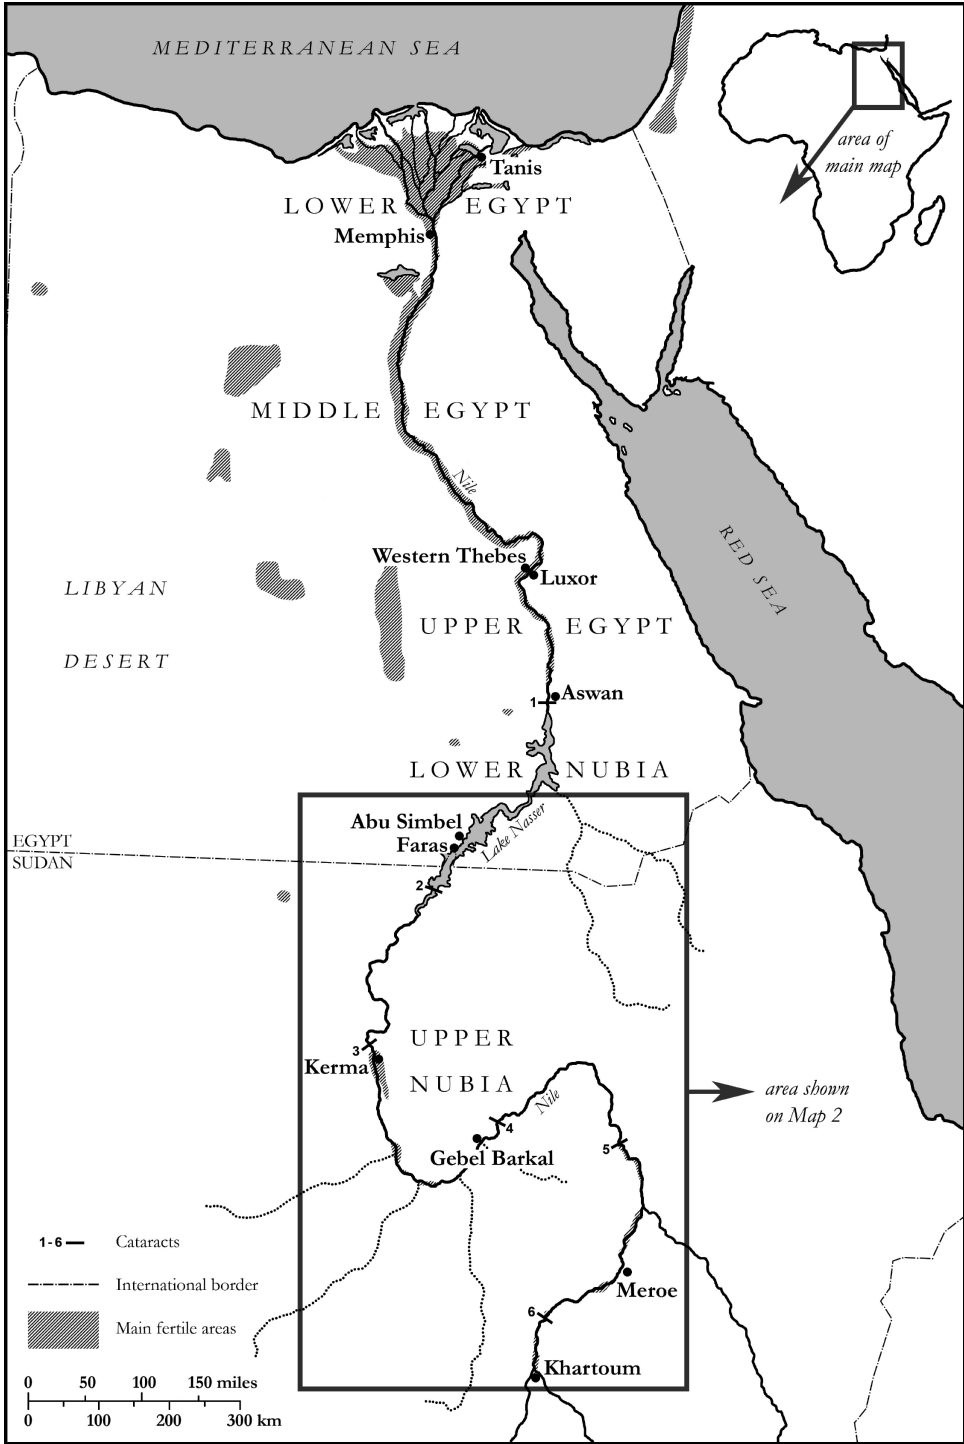 MEDITERRANEAN SEA
area of
main map
Tanis
LOWER EGYPT
Memphis
MIDDLE EGYPT
Nile
RED SEA
Western Thebes
Luxor
LIBYAN
DESERT
UPPER EGYPT
1
Aswan
LOWER NUBIA
Abu Simbel
Faras
Lake Nasser
EGYPT
SUDAN
2
UPPER
NUBIA
3
Kerma
Nile
area shown
on Map 2
4
5
Gebel Barkal
1-6 Cataracts
International border
Main fertile areas
Meroe
6
Khartoum
0 50 100 150 miles
0 100 200 300 km